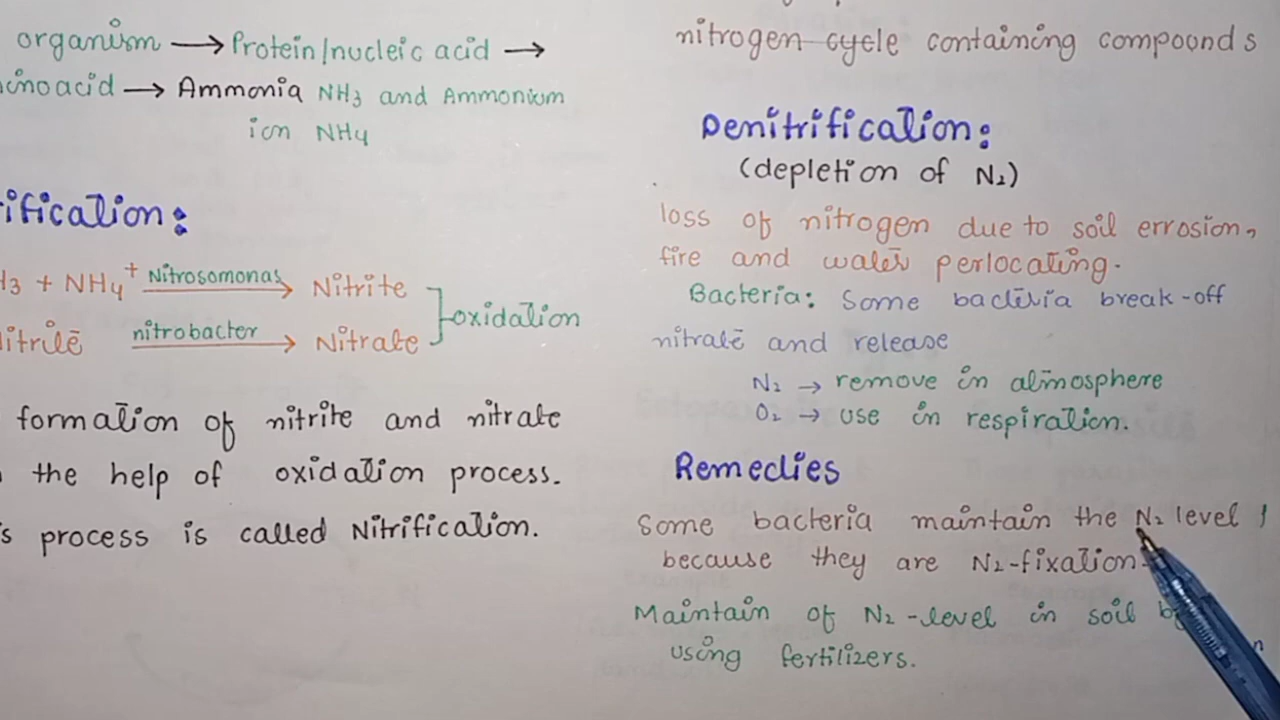 organism → Protein/nucleic acid →
inoacid → Ammonia NH3 and Ammonium
ion NH4
ification:
H3 + NH4+ Nitrosomonas → Nitrite
itrite nitrobacter → Nitrate
oxidation
formation of nitrite and nitrate
the help of oxidation process.
s process is called Nitrification.
nitrogen cycle containing compounds
Denitrification:
(depletion of N2)
loss of nitrogen due to soil errosion,
fire and water perlocating.
Bacteria: Some bacteria break-off
nitrate and release
N2 → remove in atmosphere
O2 → use in respiration.
Remedies
Some bacteria maintain the N2 level
because they are N2-fixation.
Maintain of N2-level in soil
using fertilizers.